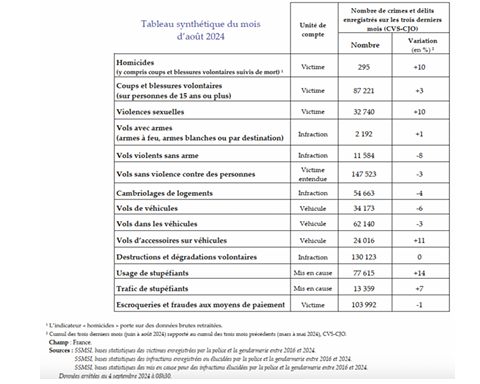 Tableau synthétique du mois
d'août 2024
Unité de
compte
Nombre de crimes et délits
enregistrés sur les trois derniers
mois (CVS-CJO)
Nombre
Variation
(en %) ²
Homicides
(y compris coups et blessures volontaires suivis de mort) ¹
Victime
295
+10
Coups et blessures volontaires
(sur personnes de 15 ans ou plus)
Victime
87 221
+3
Violences sexuelles
Victime
32 740
+10
Vols avec armes
(armes à feu, armes blanches ou par destination)
Infraction
2 192
+1
Vols violents sans arme
Infraction
11 584
-8
Vols sans violence contre des personnes
Victime
entendue
147 523
-3
Cambriolages de logements
Infraction
54 663
-4
Vols de véhicules
Véhicule
34 173
-6
Vols dans les véhicules
Véhicule
62 140
-3
Vols d'accessoires sur véhicules
Véhicule
24 016
+11
Destructions et dégradations volontaires
Infraction
130 123
0
Usage de stupéfiants
Mis en cause
77 615
+14
Trafic de stupéfiants
Mis en cause
13 359
+7
Escroqueries et fraudes aux moyens de paiement
Victime
103 992
-1
¹ L'indicateur « homicides » porte sur des données brutes retraitées.
² Cumul des trois derniers mois (juin à août 2024) rapporté au cumul des trois mois précédents (mars à mai 2024), CVS-CJO.
Champ : France.
Sources : SSMSI, bases statistiques des victimes enregistrées par la police et la gendarmerie entre 2016 et 2024.
SSMSI, bases statistiques des infractions enregistrées ou élucidées par la police et la gendarmerie entre 2016 et 2024.
SSMSI, bases statistiques des mis en cause pour des infractions élucidées par la police et la gendarmerie entre 2016 et 2024.
Données arrêtées au 4 septembre 2024 à 08h30.